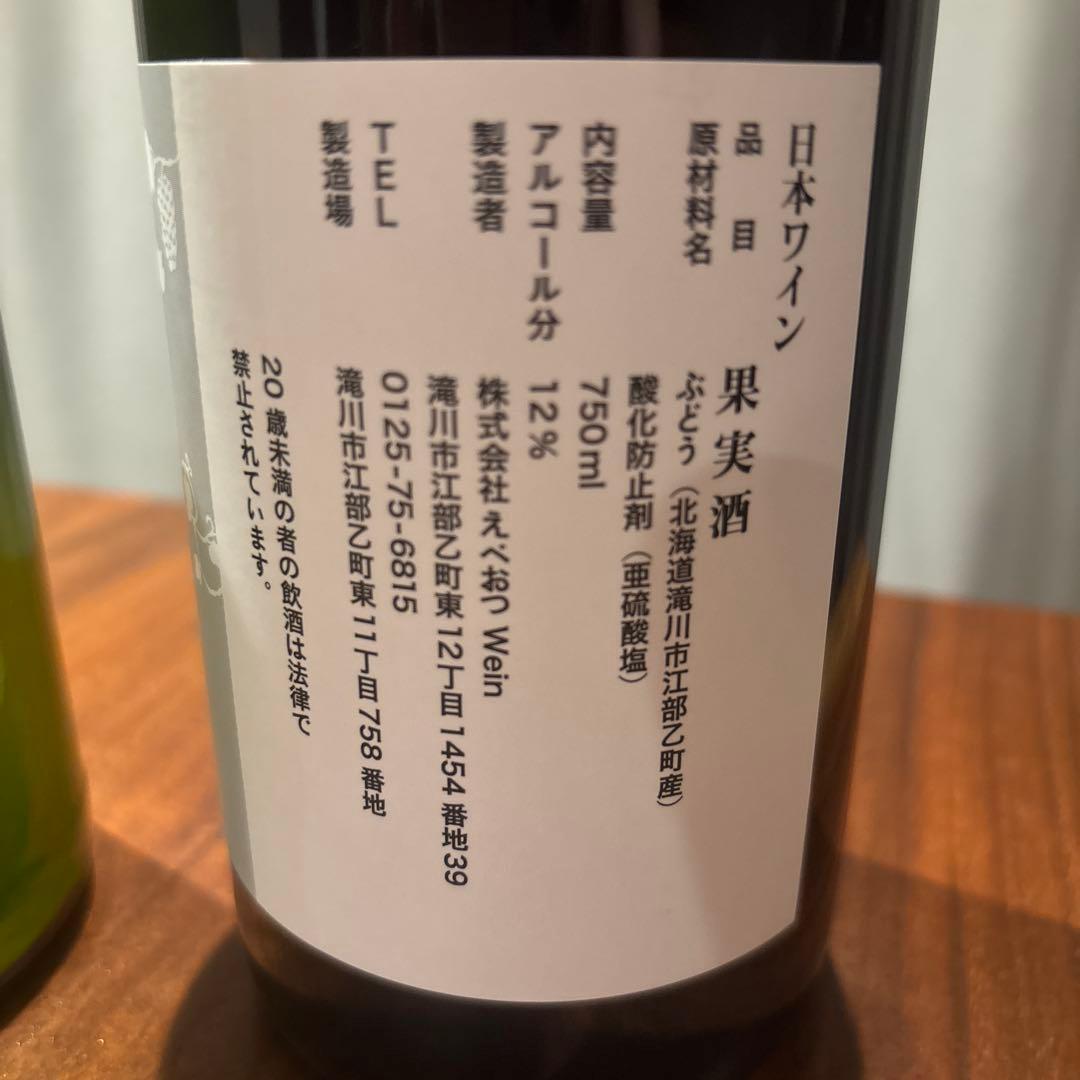 日本ワイン
品目 果実酒
原材料名 ぶどう（北海道滝川市江部乙町産）
酸化防止剤（亜硫酸塩）
内容量 750ml
アルコール分 12%
製造者 株式会社 えべおつ Wein
滝川市江部乙町東12丁目1454番地39
TEL 0125-75-6815
製造場 滝川市江部乙町東11丁目758番地
20歳未満の者の飲酒は法律で
禁止されています。